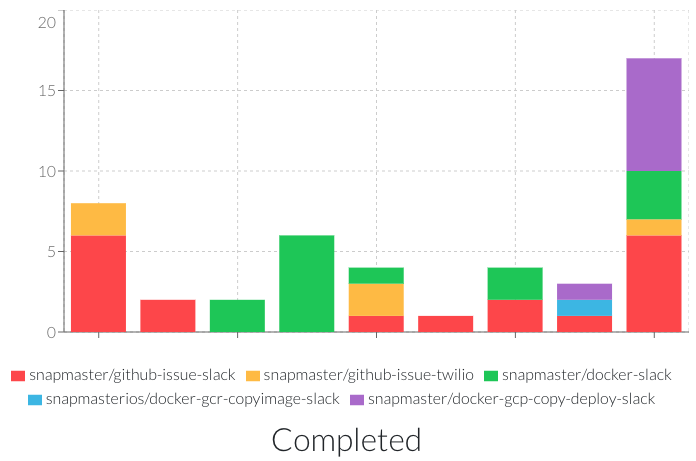 20
15
10
5
0
snapmaster/github-issue-slack snapmaster/github-issue-twilio snapmaster/docker-slack
snapmasterios/docker-gcr-copyimage-slack snapmaster/docker-gcp-copy-deploy-slack
Completed